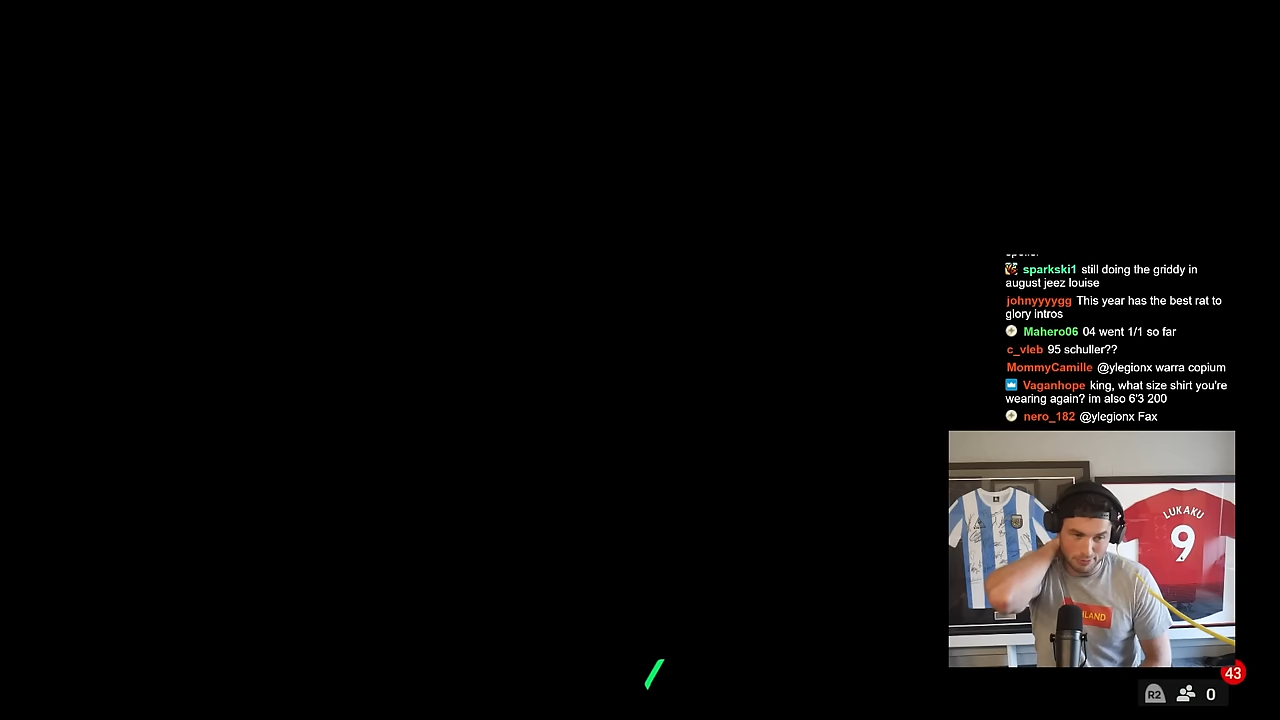 sparkski1 still doing the griddy in
august jeez louise
johnyyyygg This year has the best rat to
glory intros
Mahero06 04 went 1/1 so far
c_vleb 95 schuller??
MommyCamille @ylegionx warra copium
Vaganhope king, what size shirt you're
wearing again? im also 6'3 200
nero_182 @ylegionx Fax
LUKAKU
9
43
R2 0